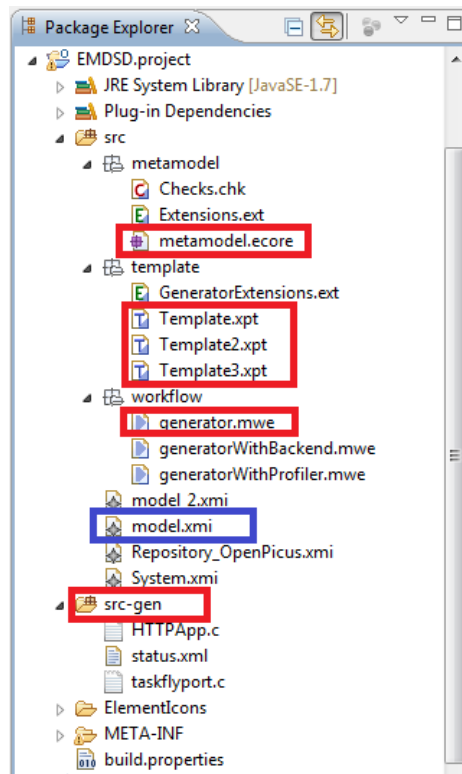 Package Explorer
EMDSD.project
JRE System Library [JavaSE-1.7]
Plug-in Dependencies
src
metamodel
Checks.chk
Extensions.ext
metamodel.ecore
template
GeneratorExtensions.ext
Template.xpt
Template2.xpt
Template3.xpt
workflow
generator.mwe
generatorWithBackend.mwe
generatorWithProfiler.mwe
model 2.xmi
model.xmi
Repository_OpenPicus.xmi
System.xmi
src-gen
HTTPApp.c
status.xml
taskflyport.c
ElementIcons
META-INF
build.properties